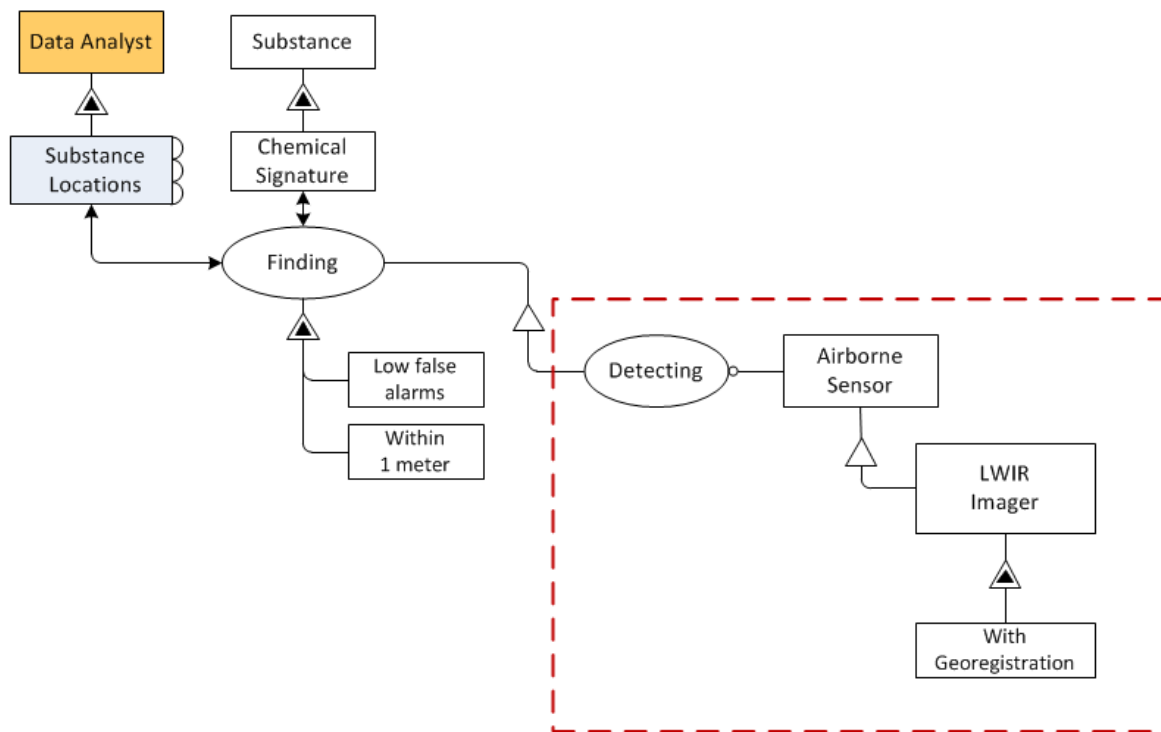 Data Analyst
Substance
Substance
Locations
Chemical
Signature
Finding
Low false
alarms
Within
1 meter
Detecting
Airborne
Sensor
LWIR
Imager
With
Georegistration